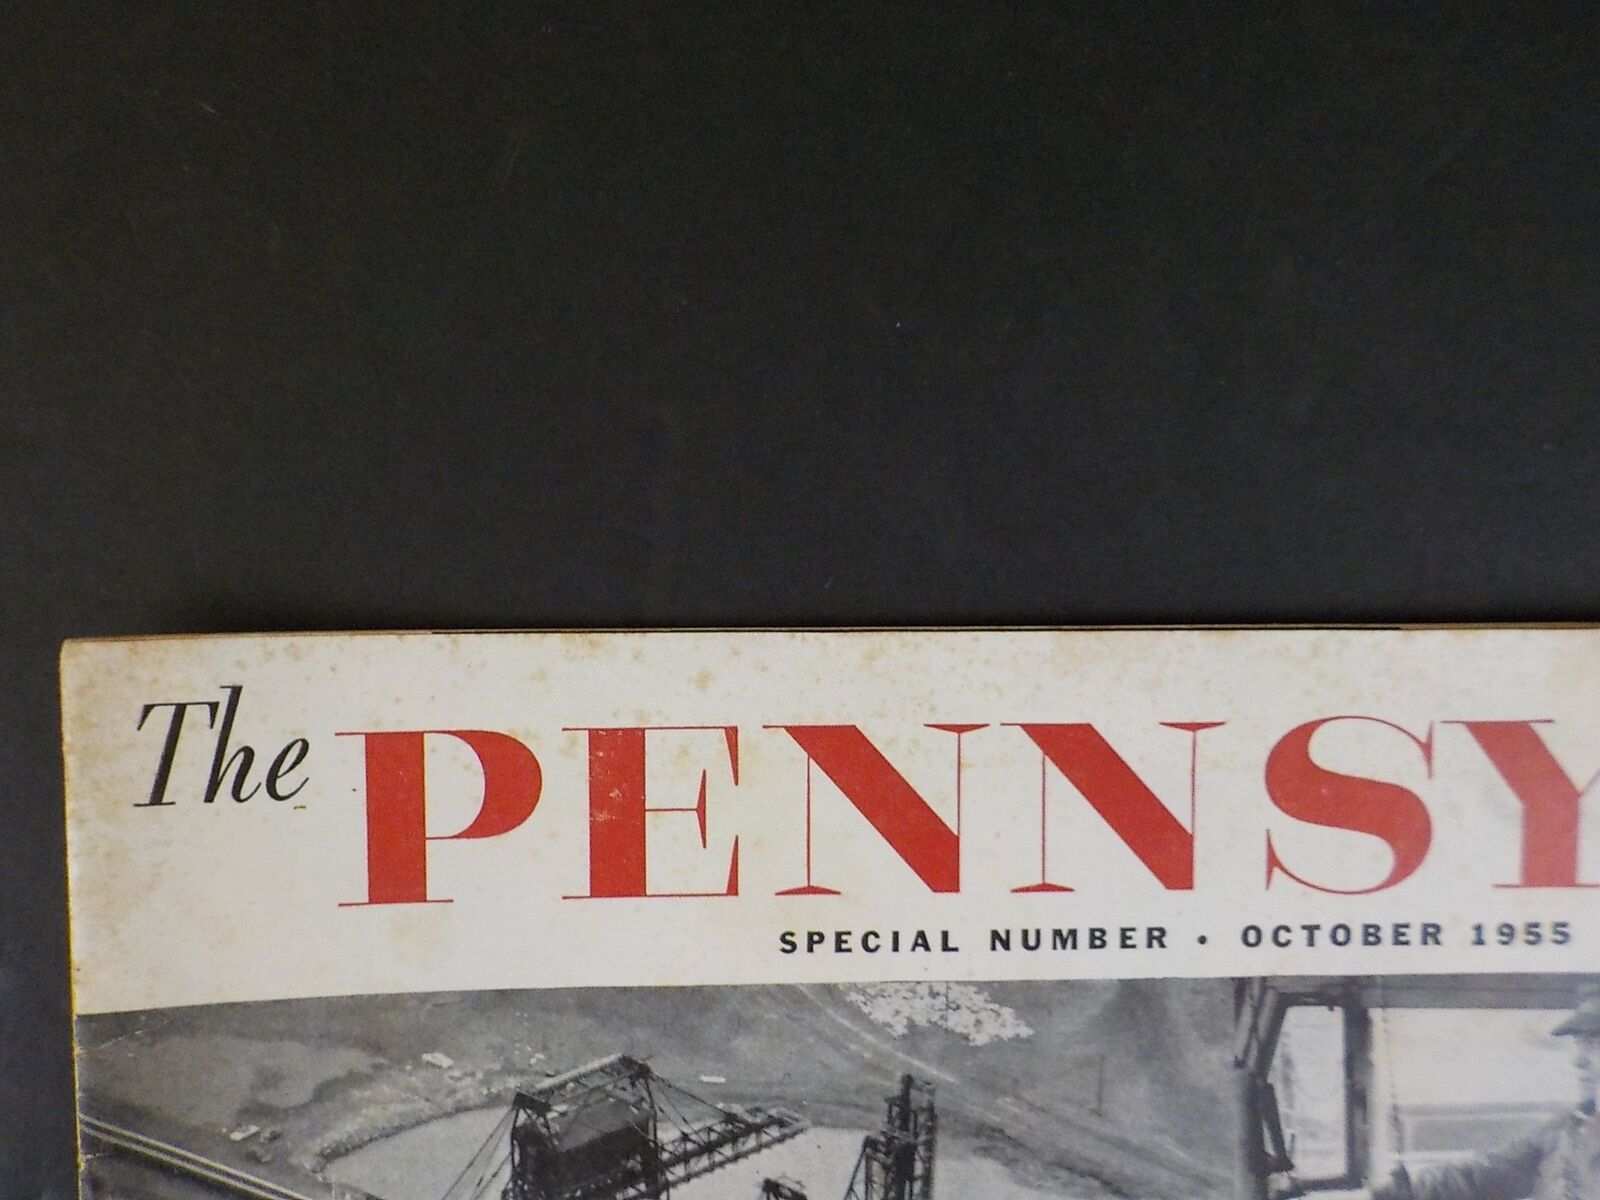 The PENNSY
SPECIAL NUMBER • OCTOBER 1955